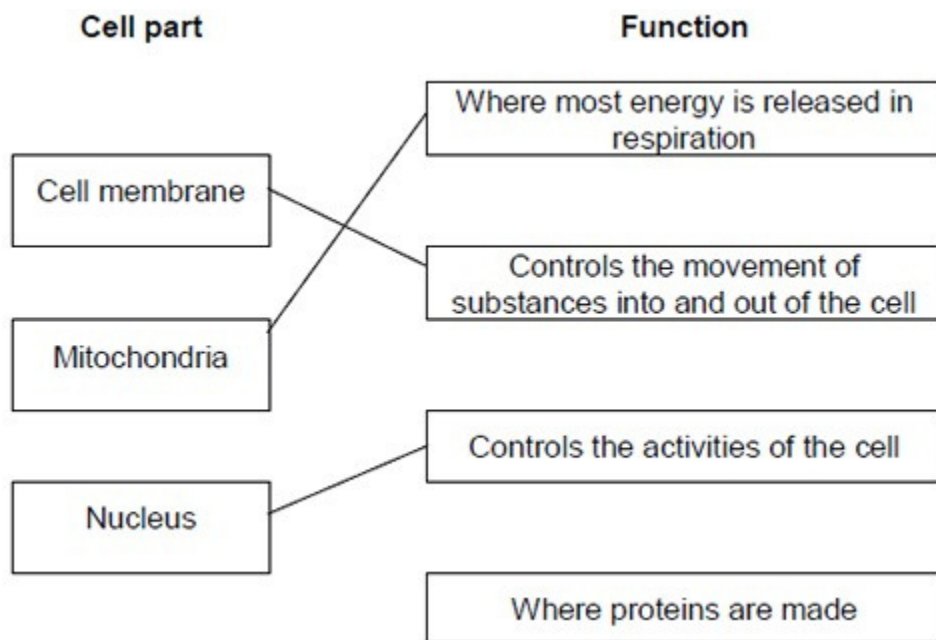 Cell part
Function
Where most energy is released in
respiration
Cell membrane
Controls the movement of
substances into and out of the cell
Mitochondria
Controls the activities of the cell
Nucleus
Where proteins are made